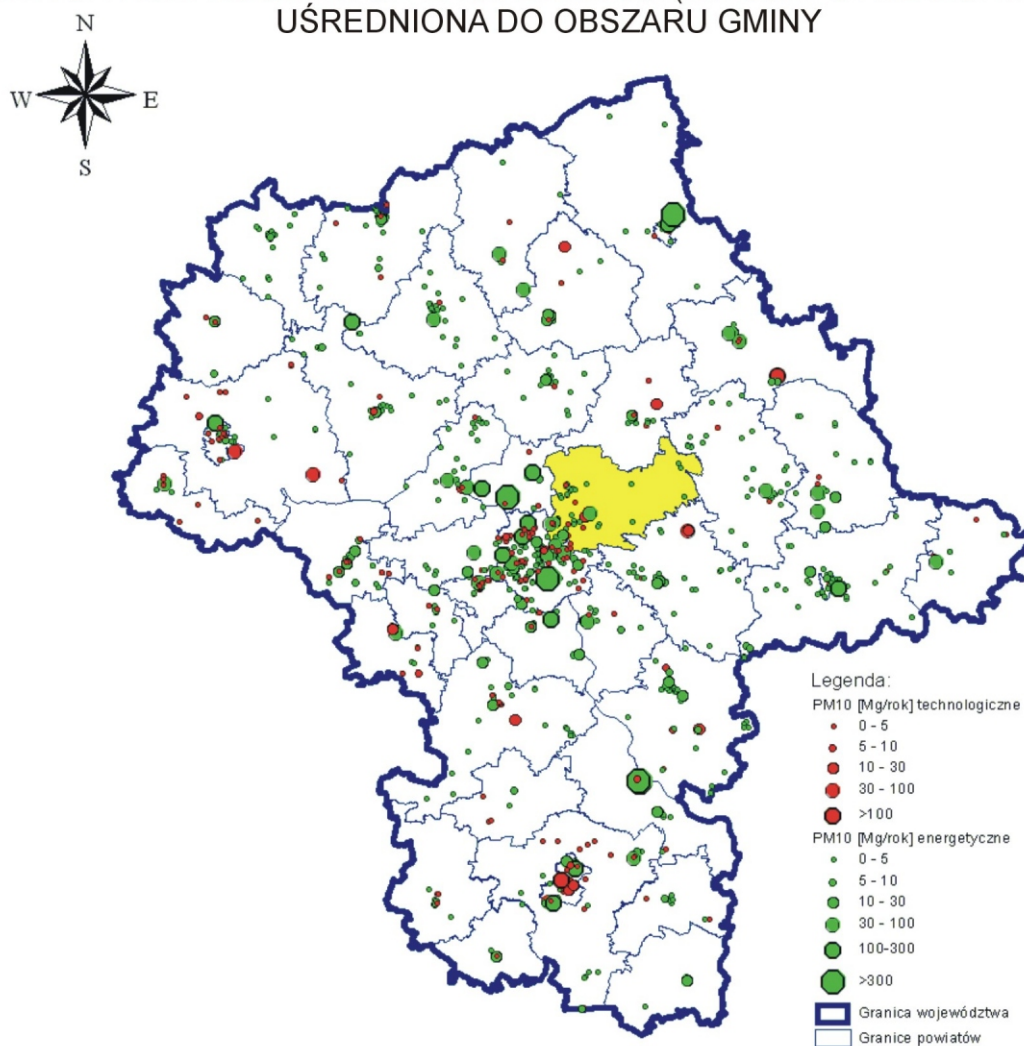 UŚREDNIONA DO OBSZARU GMINY
N
W E
S
Legenda:
PM10 [Mg/rok] technologiczne
0 - 5
5 - 10
10 - 30
30 - 100
>100
PM10 [Mg/rok] energetyczne
0 - 5
5 - 10
10 - 30
30 - 100
100-300
>300
Granica województwa
Granice powiatów